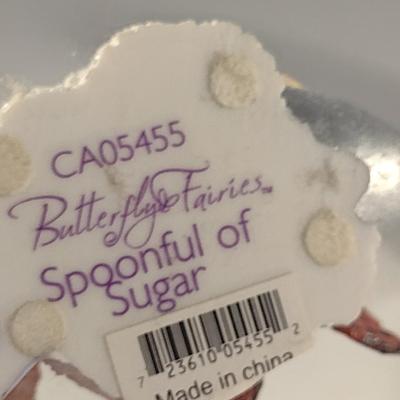 CA05455
Butterfly Fairies™
Spoonful of
Sugar
7 23610 05455 2
Made in china